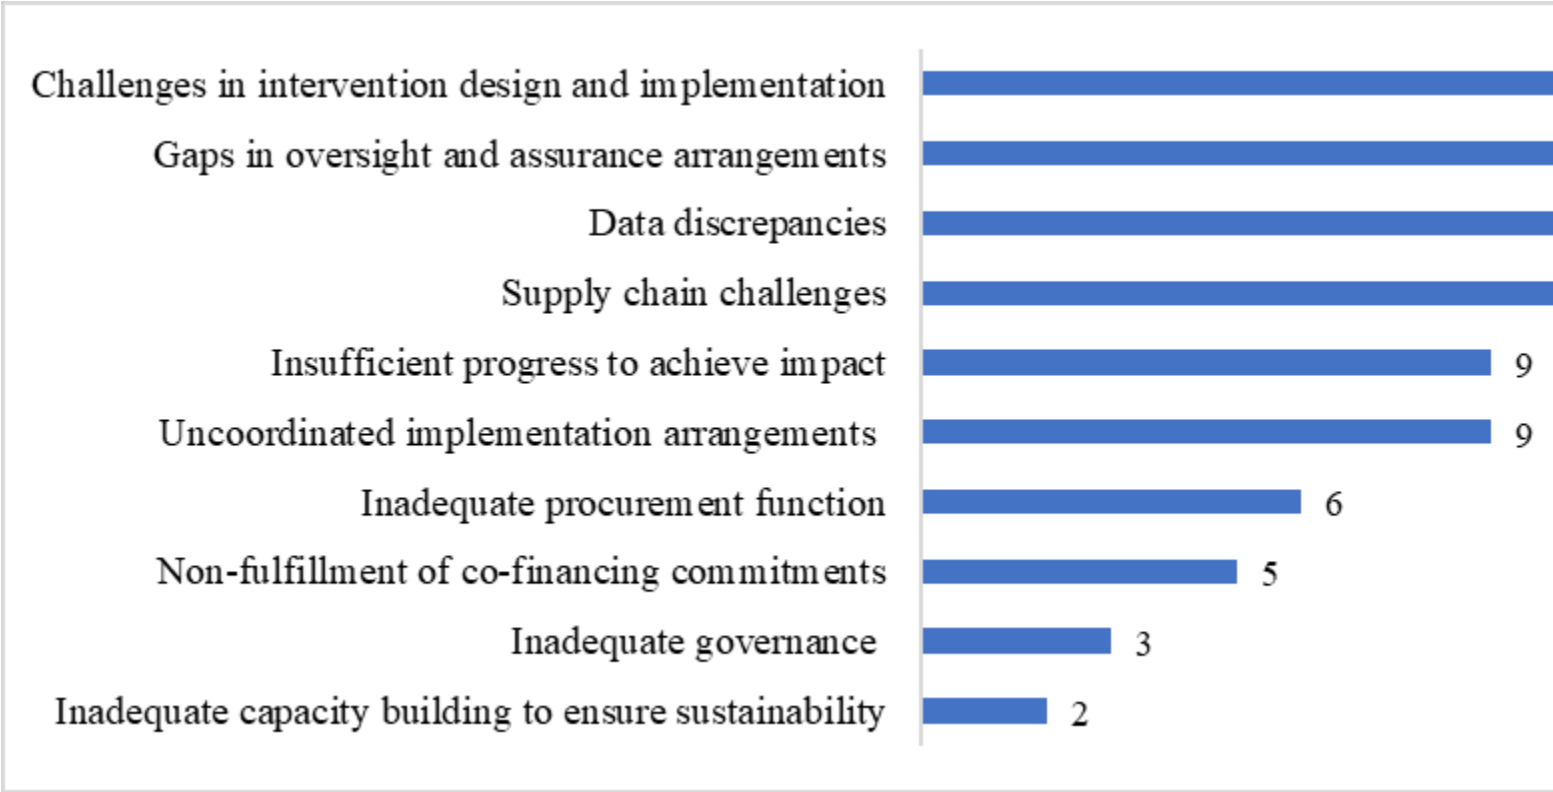 Challenges in intervention design and implementation
Gaps in oversight and assurance arrangements
Data discrepancies
Supply chain challenges
Insufficient progress to achieve impact 9
Uncoordinated implementation arrangements 9
Inadequate procurement function 6
Non-fulfillment of co-financing commitments 5
Inadequate governance 3
Inadequate capacity building to ensure sustainability 2